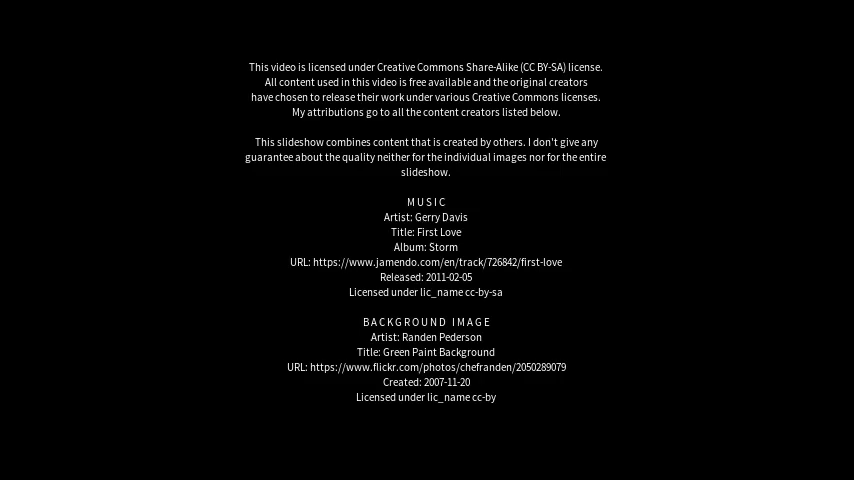 This video is licensed under Creative Commons Share-Alike (CC BY-SA) license.
All content used in this video is free available and the original creators
have chosen to release their work under various Creative Commons licenses.
My attributions go to all the content creators listed below.
This slideshow combines content that is created by others. I don't give any
guarantee about the quality neither for the individual images nor for the entire
slideshow.
MUSIC
Artist: Gerry Davis
Title: First Love
Album: Storm
URL: https://www.jamendo.com/en/track/726842/first-love
Released: 2011-02-05
Licensed under lic_name cc-by-sa
BACKGROUND IMAGE
Artist: Randen Pederson
Title: Green Paint Background
URL: https://www.flickr.com/photos/chefranden/2050289079
Created: 2007-11-20
Licensed under lic_name cc-by